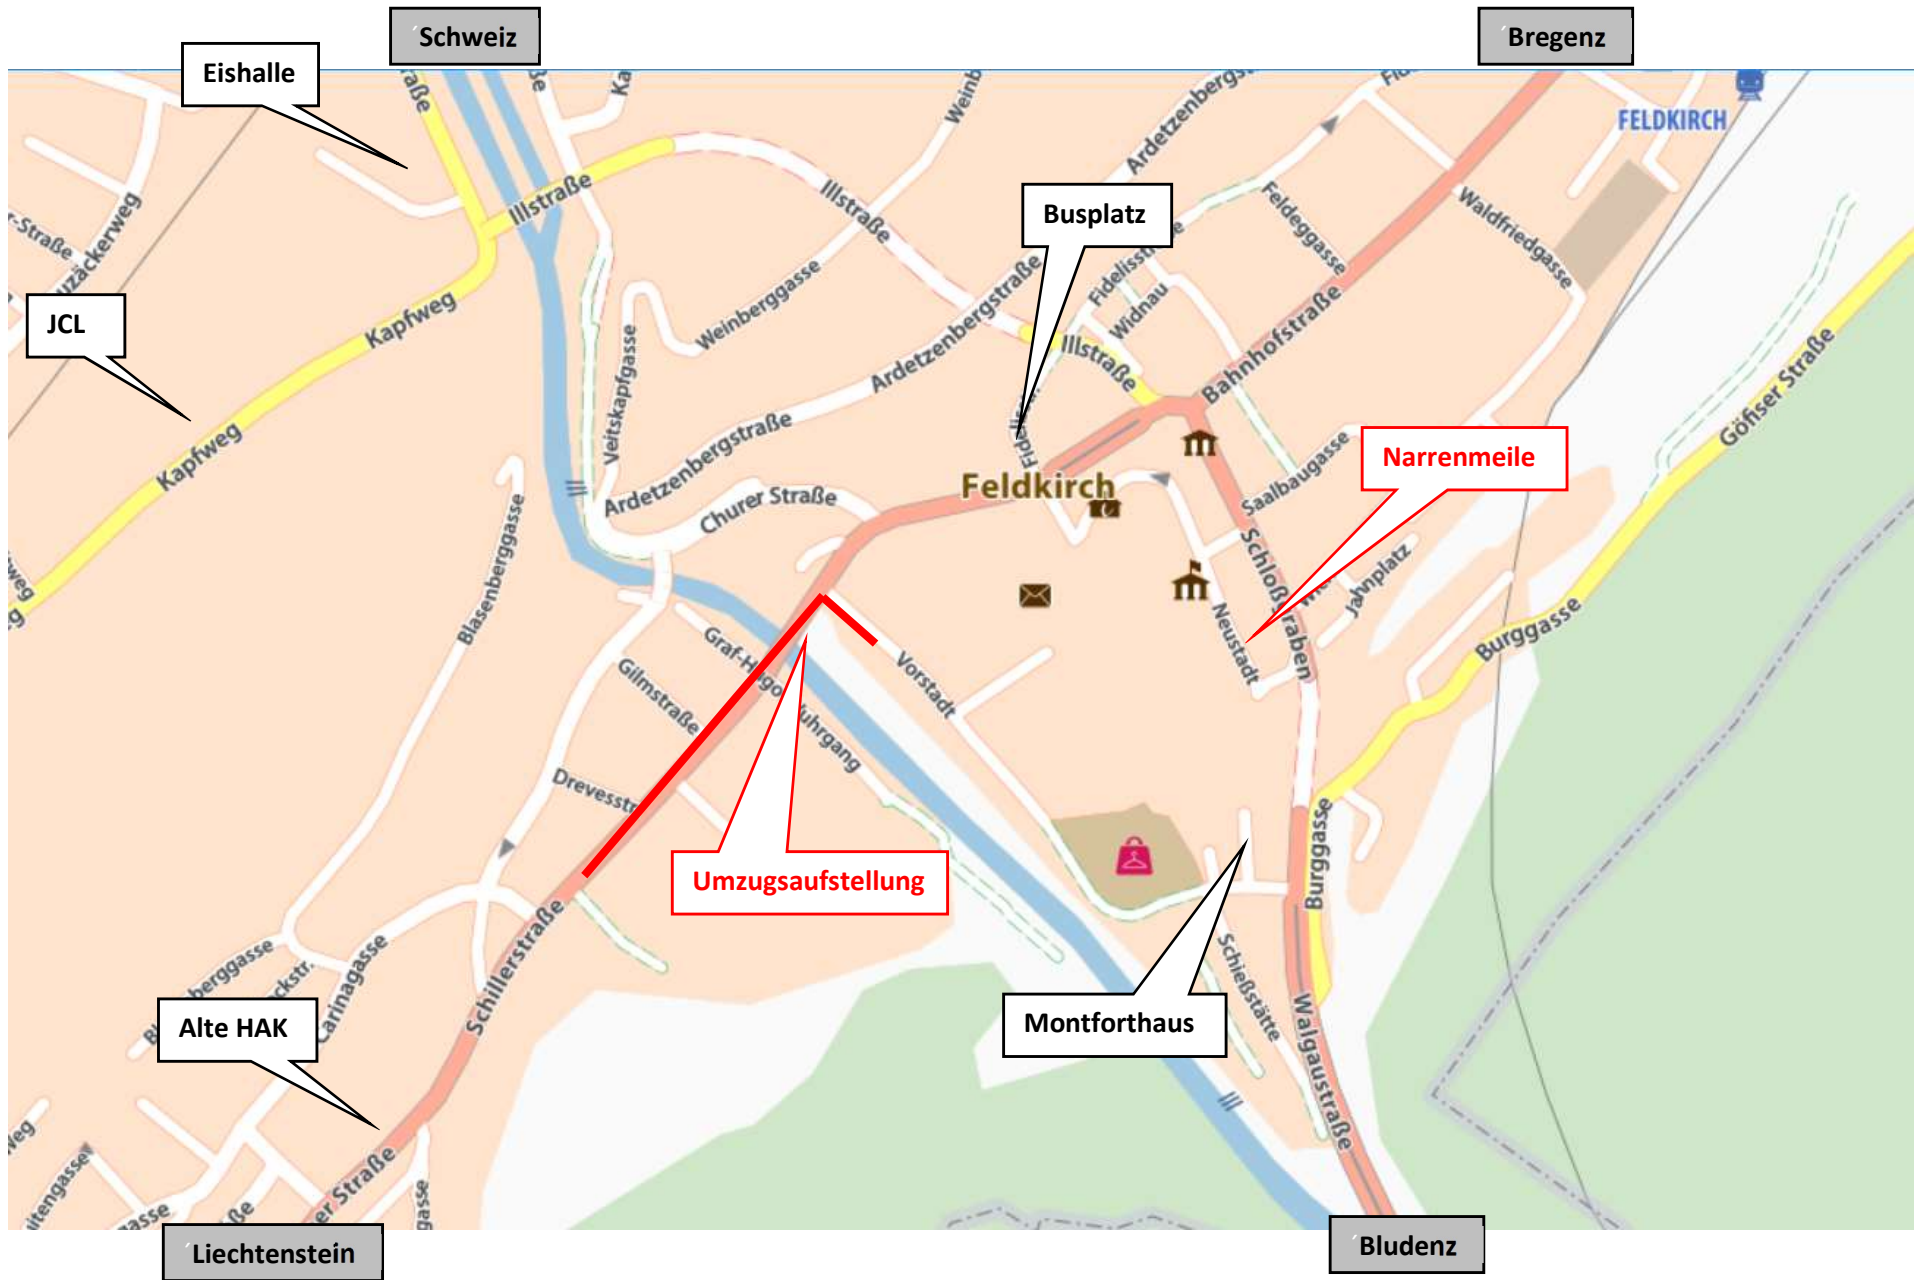 Schweiz
Bregenz
Eishalle
FELDKIRCH
Illstraße
Illstraße
Ardetzenbergstraße
Busplatz
Feldeggasse
Waldfriedgasse
Weinberggasse
Ardetzenbergstraße
Widnau
Bahnhofstraße
JCL
Kapfweg
Illstraße
Göfiser Straße
Veitskapfgasse
Ardetzenbergstraße
Kapfweg
Narrenmeile
Ardetzenbergstraße
Churer Straße
Feldkirch
Saalbaugasse
Blasenberggasse
Schloßgraben
Jahnplatz
Neustadt
Burggasse
Gilmstraße
Vorstadt
Umzugsaufstellung
Burggasse
Schillerstraße
Carinagasse
Schießstätte
Alte HAK
Montforthaus
Walgaustraße
Liechtenstein
Bludenz